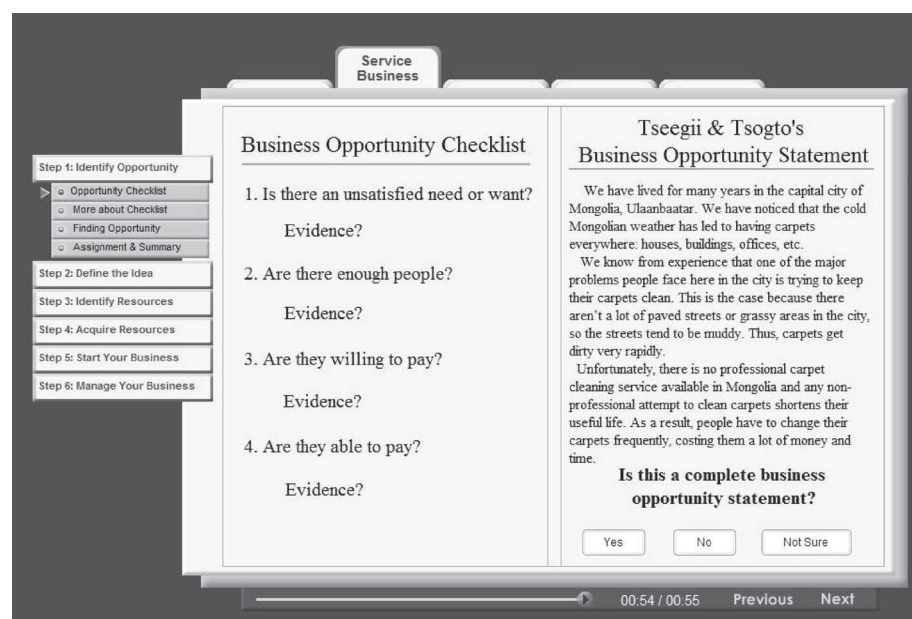 Service
Business
Step 1: Identify Opportunity
Opportunity Checklist
More about Checklist
Finding Opportunity
Assignment & Summary
Step 2: Define the Idea
Step 3: Identify Resources
Step 4: Acquire Resources
Step 5: Start Your Business
Step 6: Manage Your Business
Business Opportunity Checklist
1. Is there an unsatisfied need or want?
Evidence?
2. Are there enough people?
Evidence?
3. Are they willing to pay?
Evidence?
4. Are they able to pay?
Evidence?
Tseegii & Tsogto's
Business Opportunity Statement
We have lived for many years in the capital city of
Mongolia, Ulaanbaatar. We have noticed that the cold
Mongolian weather has led to having carpets
everywhere: houses, buildings, offices, etc.
We know from experience that one of the major
problems people face here in the city is trying to keep
their carpets clean. This is the case because there
aren't a lot of paved streets or grassy areas in the city,
so the streets tend to be muddy. Thus, carpets get
dirty very rapidly.
Unfortunately, there is no professional carpet
cleaning service available in Mongolia and any non-
professional attempt to clean carpets shortens their
useful life. As a result, people have to change their
carpets frequently, costing them a lot of money and
time.
Is this a complete business
opportunity statement?
Yes No Not Sure
00:54 / 00:55 Previous Next